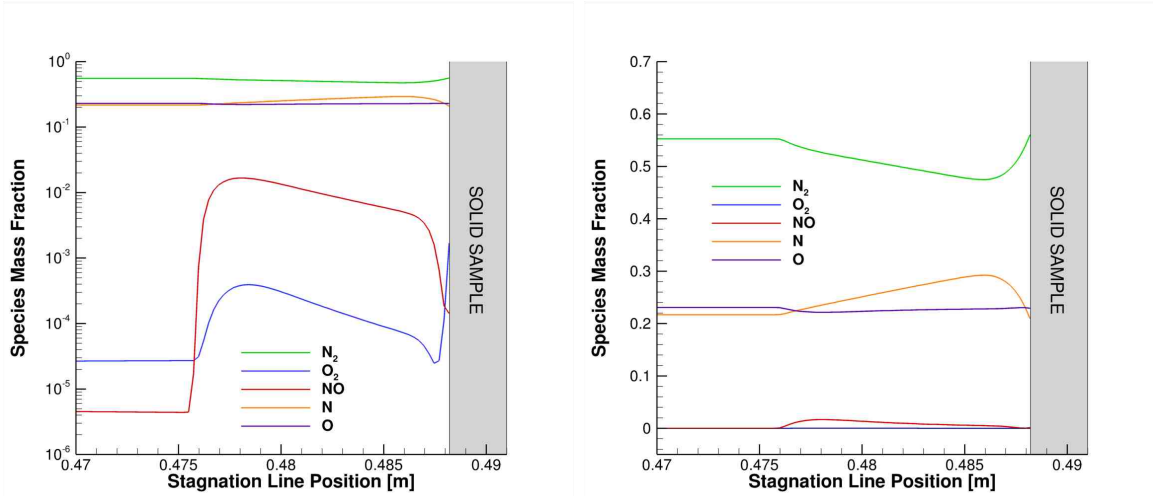 10⁰
10⁻¹
10⁻²
10⁻³
10⁻⁴
10⁻⁵
10⁻⁶
Species Mass Fraction
N₂
O₂
NO
N
O
SOLID SAMPLE
0.47
0.475
0.48
0.485
0.49
Stagnation Line Position [m]
0.7
0.6
0.5
0.4
0.3
0.2
0.1
0
Species Mass Fraction
N₂
O₂
NO
N
O
SOLID SAMPLE
0.47
0.475
0.48
0.485
0.49
Stagnation Line Position [m]